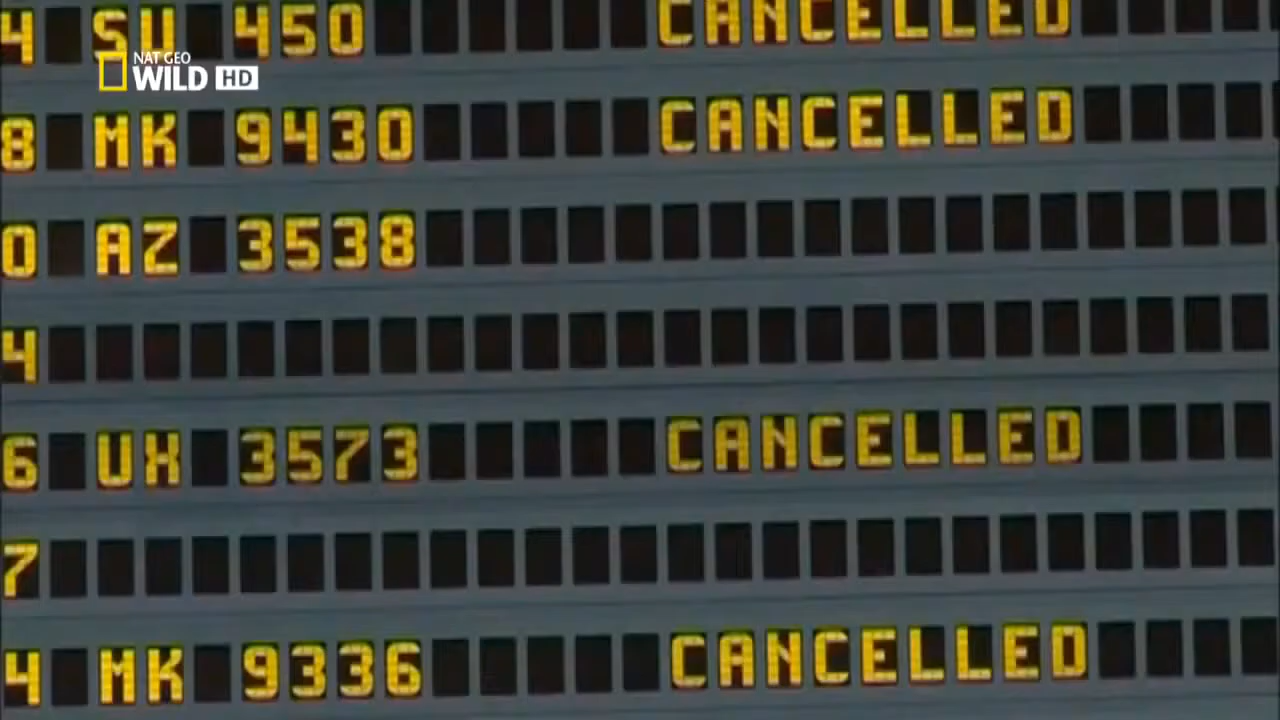 4 SU 450 CANCELLED
NAT GEO
WILD HD
8 MK 9430 CANCELLED
0 AZ 3538
4
6 UX 3573 CANCELLED
7
4 MK 9336 CANCELLED